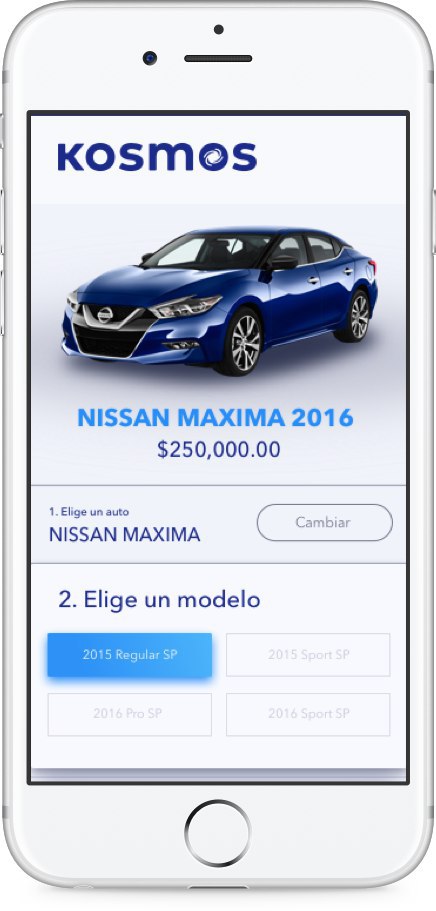 KOSMOS
NISSAN MAXIMA 2016
$250,000.00
1. Elige un auto
NISSAN MAXIMA
Cambiar
2. Elige un modelo
2015 Regular SP
2015 Sport SP
2016 Pro SP
2016 Sport SP